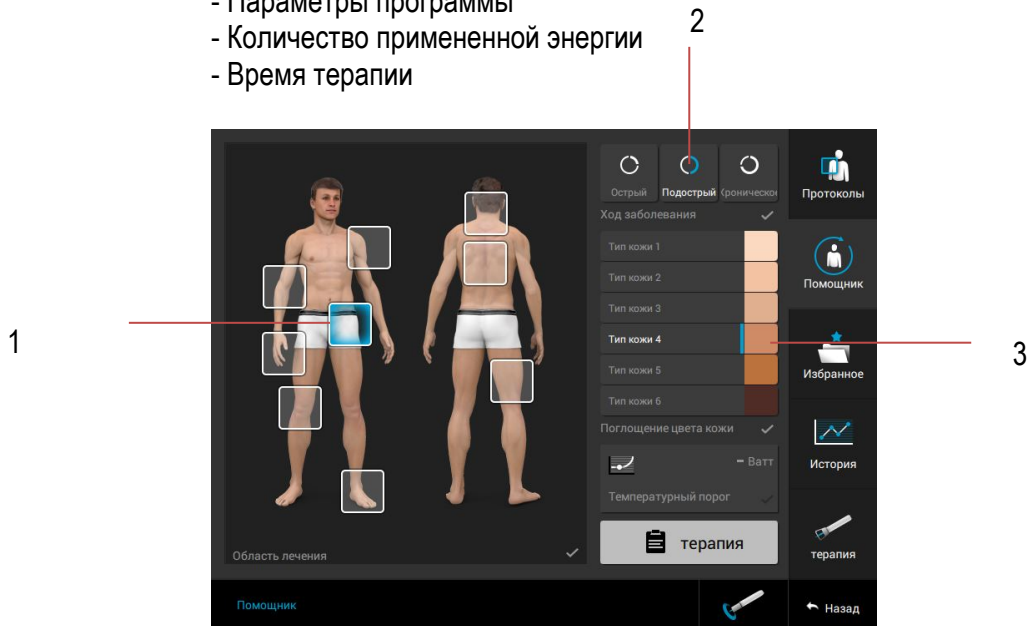 - Параметры программы
- Количество примененной энергии
- Время терапии
2
Острый
Подострый
Хроническое
Ход заболевания
Тип кожи 1
Тип кожи 2
Тип кожи 3
Тип кожи 4
Тип кожи 5
Тип кожи 6
Поглощение цвета кожи
- Ватт
Температурный порог
терапия
Область лечения
Протоколы
Помощник
Избранное
История
терапия
Помощник
Назад
1
3